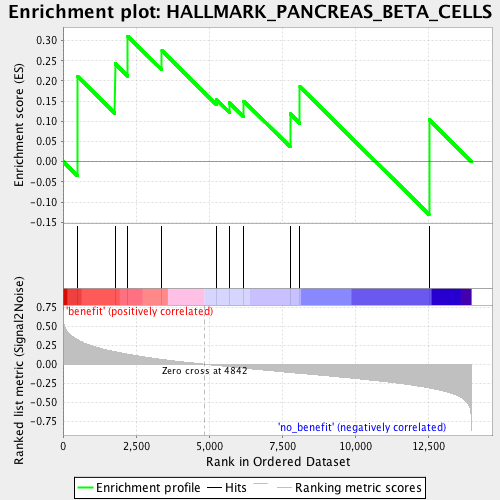 Enrichment plot: HALLMARK_PANCREAS_BETA_CELLS
Enrichment score (ES)
0.30
0.25
0.20
0.15
0.10
0.05
0.00
-0.05
-0.10
-0.15
'benefit' (positively correlated)
Ranked list metric (Signal2Noise)
0.75
0.50
0.25
0.00
-0.25
-0.50
-0.75
Zero cross at 4842
'no_benefit' (negatively correlated)
0
2,500
5,000
7,500
10,000
12,500
Rank in Ordered Dataset
Enrichment profile
Hits
Ranking metric scores